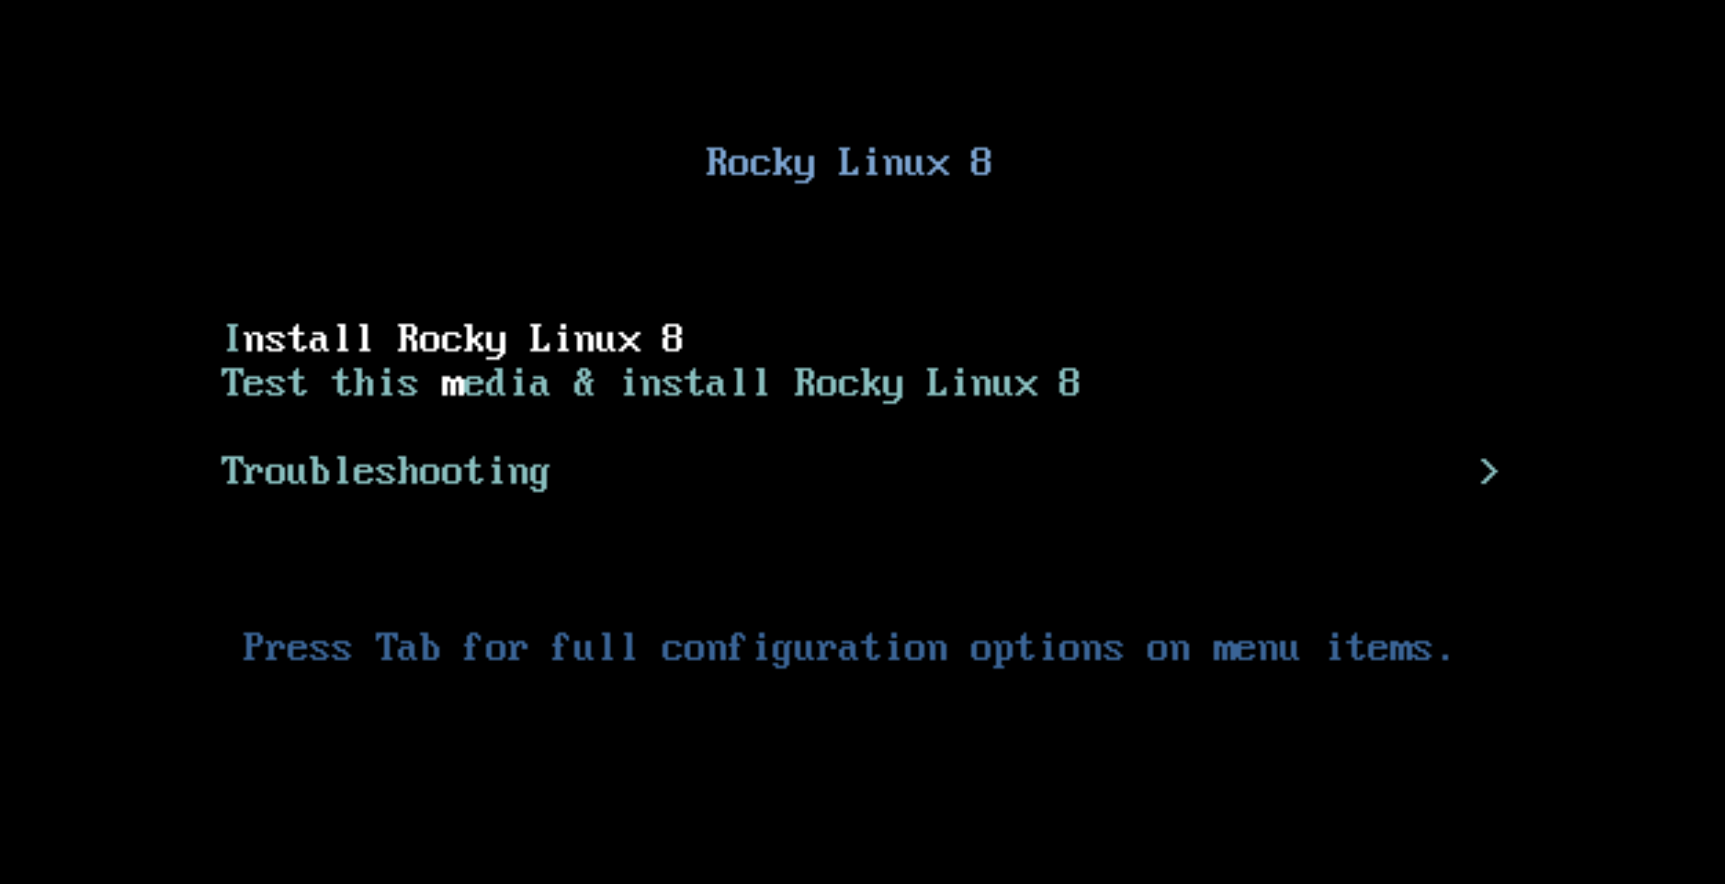 Rocky Linux 8
Install Rocky Linux 8
Test this media & install Rocky Linux 8
Troubleshooting >
Press Tab for full configuration options on menu items.